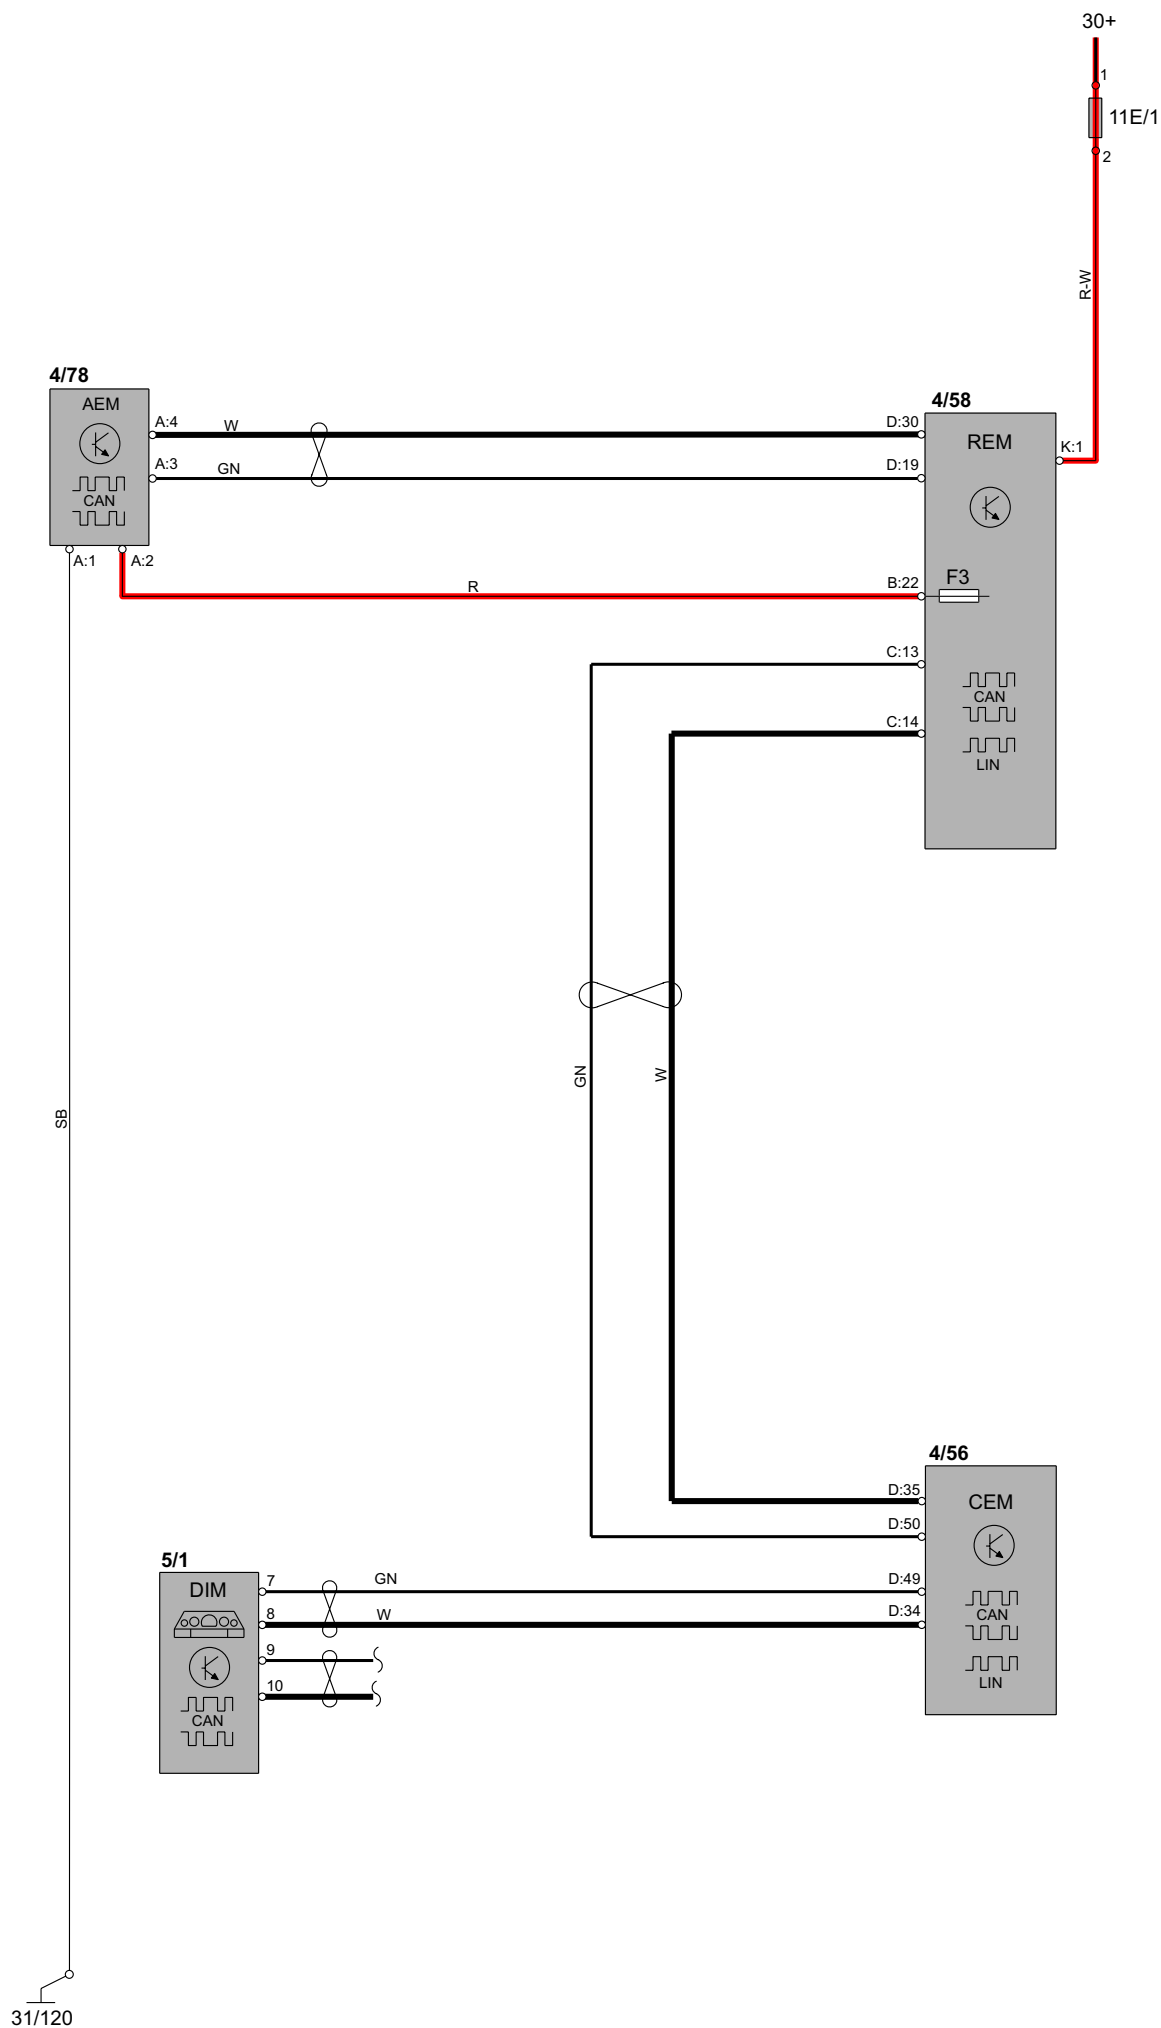 30+
1
11E/1
2
R-W
4/78
AEM
CAN
A:4
W
A:3
GN
A:1
A:2
R
D:30
D:19
B:22
C:13
C:14
4/58
REM
K:1
F3
CAN
LIN
GN
W
SB
4/56
D:35
D:50
D:49
D:34
CEM
CAN
LIN
5/1
DIM
CAN
7
GN
8
W
9
10
31/120